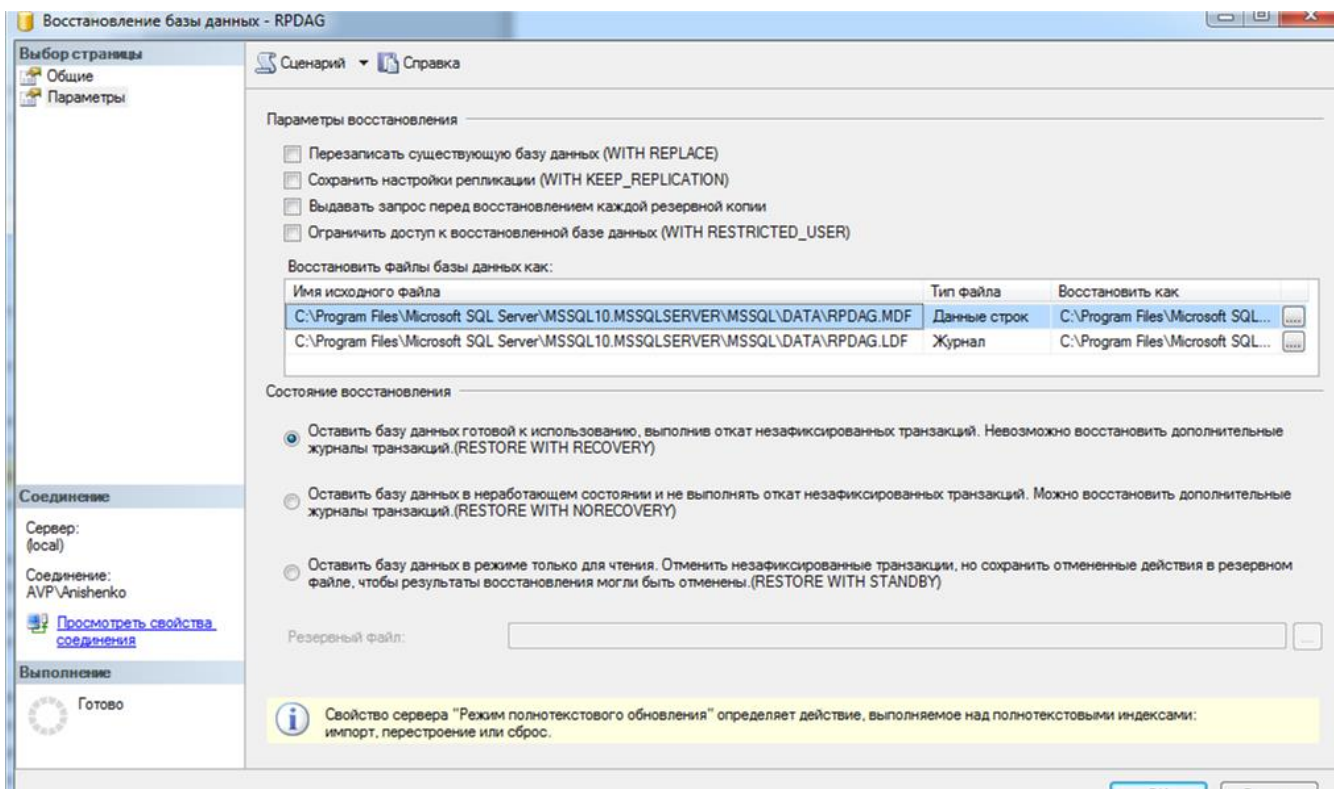 Восстановление базы данных - RPDAG
Выбор страницы
Общие
Параметры
Сценарий
Справка
Параметры восстановления
Перезаписать существующую базу данных (WITH REPLACE)
Сохранить настройки репликации (WITH KEEP_REPLICATION)
Выдавать запрос перед восстановлением каждой резервной копии
Ограничить доступ к восстановленной базе данных (WITH RESTRICTED_USER)
Восстановить файлы базы данных как:
Имя исходного файла Тип файла Восстановить как
C:\Program Files\Microsoft SQL Server\MSSQL10.MSSQLSERVER\MSSQL\DATA\RPDAG.MDF Данные строк C:\Program Files\Microsoft SQL... ....
C:\Program Files\Microsoft SQL Server\MSSQL10.MSSQLSERVER\MSSQL\DATA\RPDAG.LDF Журнал C:\Program Files\Microsoft SQL... ....
Состояние восстановления
Оставить базу данных готовой к использованию, выполнив откат незафиксированных транзакций. Невозможно восстановить дополнительные
журналы транзакций.(RESTORE WITH RECOVERY)
Оставить базу данных в неработающем состоянии и не выполнять откат незафиксированных транзакций. Можно восстановить дополнительные
журналы транзакций.(RESTORE WITH NORECOVERY)
Оставить базу данных в режиме только для чтения. Отменить незафиксированные транзакции, но сохранить отмененные действия в резервном
файле, чтобы результаты восстановления могли быть отменены.(RESTORE WITH STANDBY)
Резервный файл: ...
Соединение
Сервер:
(local)
Соединение:
AVP\Anishenko
Просмотреть свойства
соединения
Выполнение
Готово
Свойство сервера "Режим полнотекстового обновления" определяет действие, выполняемое над полнотекстовыми индексами:
импорт, перестроение или сброс.